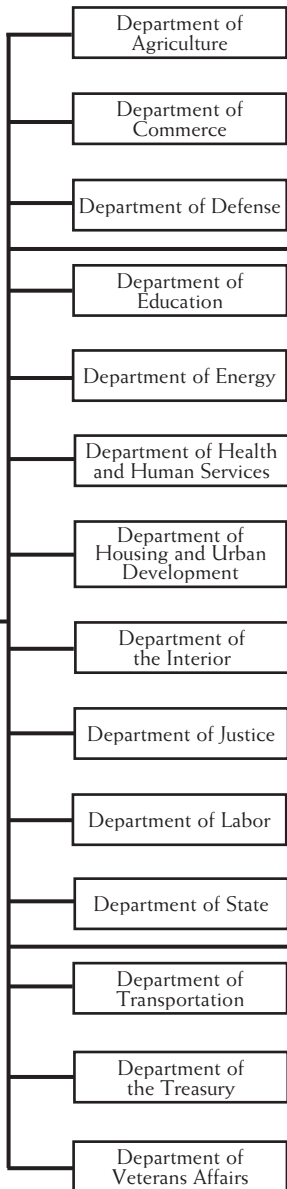 Department of
Agriculture
Department of
Commerce
Department of Defense
Department of
Education
Department of Energy
Department of Health
and Human Services
Department of
Housing and Urban
Development
Department of
the Interior
Department of Justice
Department of Labor
Department of State
Department of
Transportation
Department of
the Treasury
Department of
Veterans Affairs